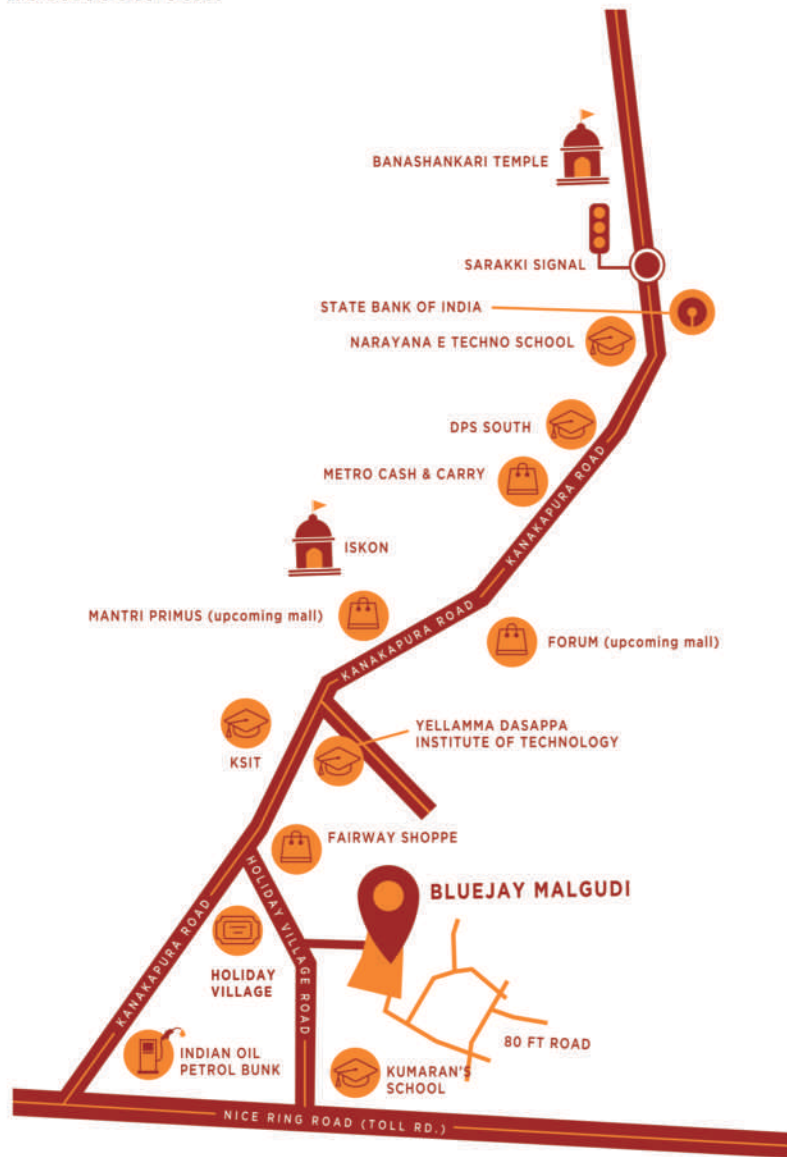 BANASHANKARI TEMPLE
SARAKKI SIGNAL
STATE BANK OF INDIA
NARAYANA E TECHNO SCHOOL
DPS SOUTH
METRO CASH & CARRY
KANAKAPURA ROAD
ISKON
MANTRI PRIMUS (upcoming mall)
KANAKAPURA ROAD
FORUM (upcoming mall)
KSIT
YELLAMMA DASAPPA
INSTITUTE OF TECHNOLOGY
FAIRWAY SHOPPE
HOLIDAY VILLAGE ROAD
BLUEJAY MALGUDI
KANAKAPURA ROAD
HOLIDAY
VILLAGE
80 FT ROAD
INDIAN OIL
PETROL BUNK
KUMARAN'S
SCHOOL
NICE RING ROAD (TOLL RD.)